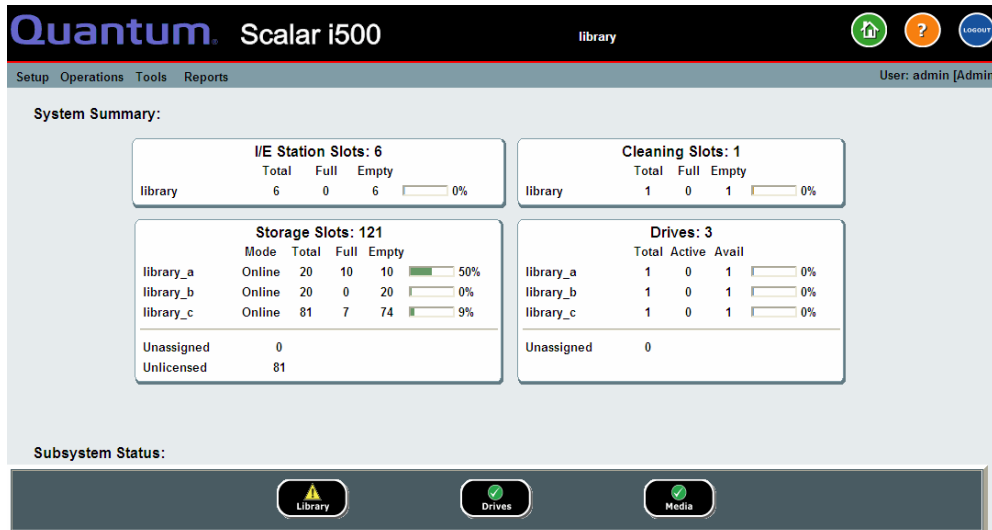 Quantum. Scalar i500 library LOGOUT
Setup Operations Tools Reports User: admin [Admin
System Summary:
I/E Station Slots: 6
Total Full Empty
library 6 0 6 0%
Cleaning Slots: 1
Total Full Empty
library 1 0 1 0%
Storage Slots: 121
Mode Total Full Empty
library_a Online 20 10 10 50%
library_b Online 20 0 20 0%
library_c Online 81 7 74 9%
Unassigned 0
Unlicensed 81
Drives: 3
Total Active Avail
library_a 1 0 1 0%
library_b 1 0 1 0%
library_c 1 0 1 0%
Unassigned 0
Subsystem Status:
Library Drives Media